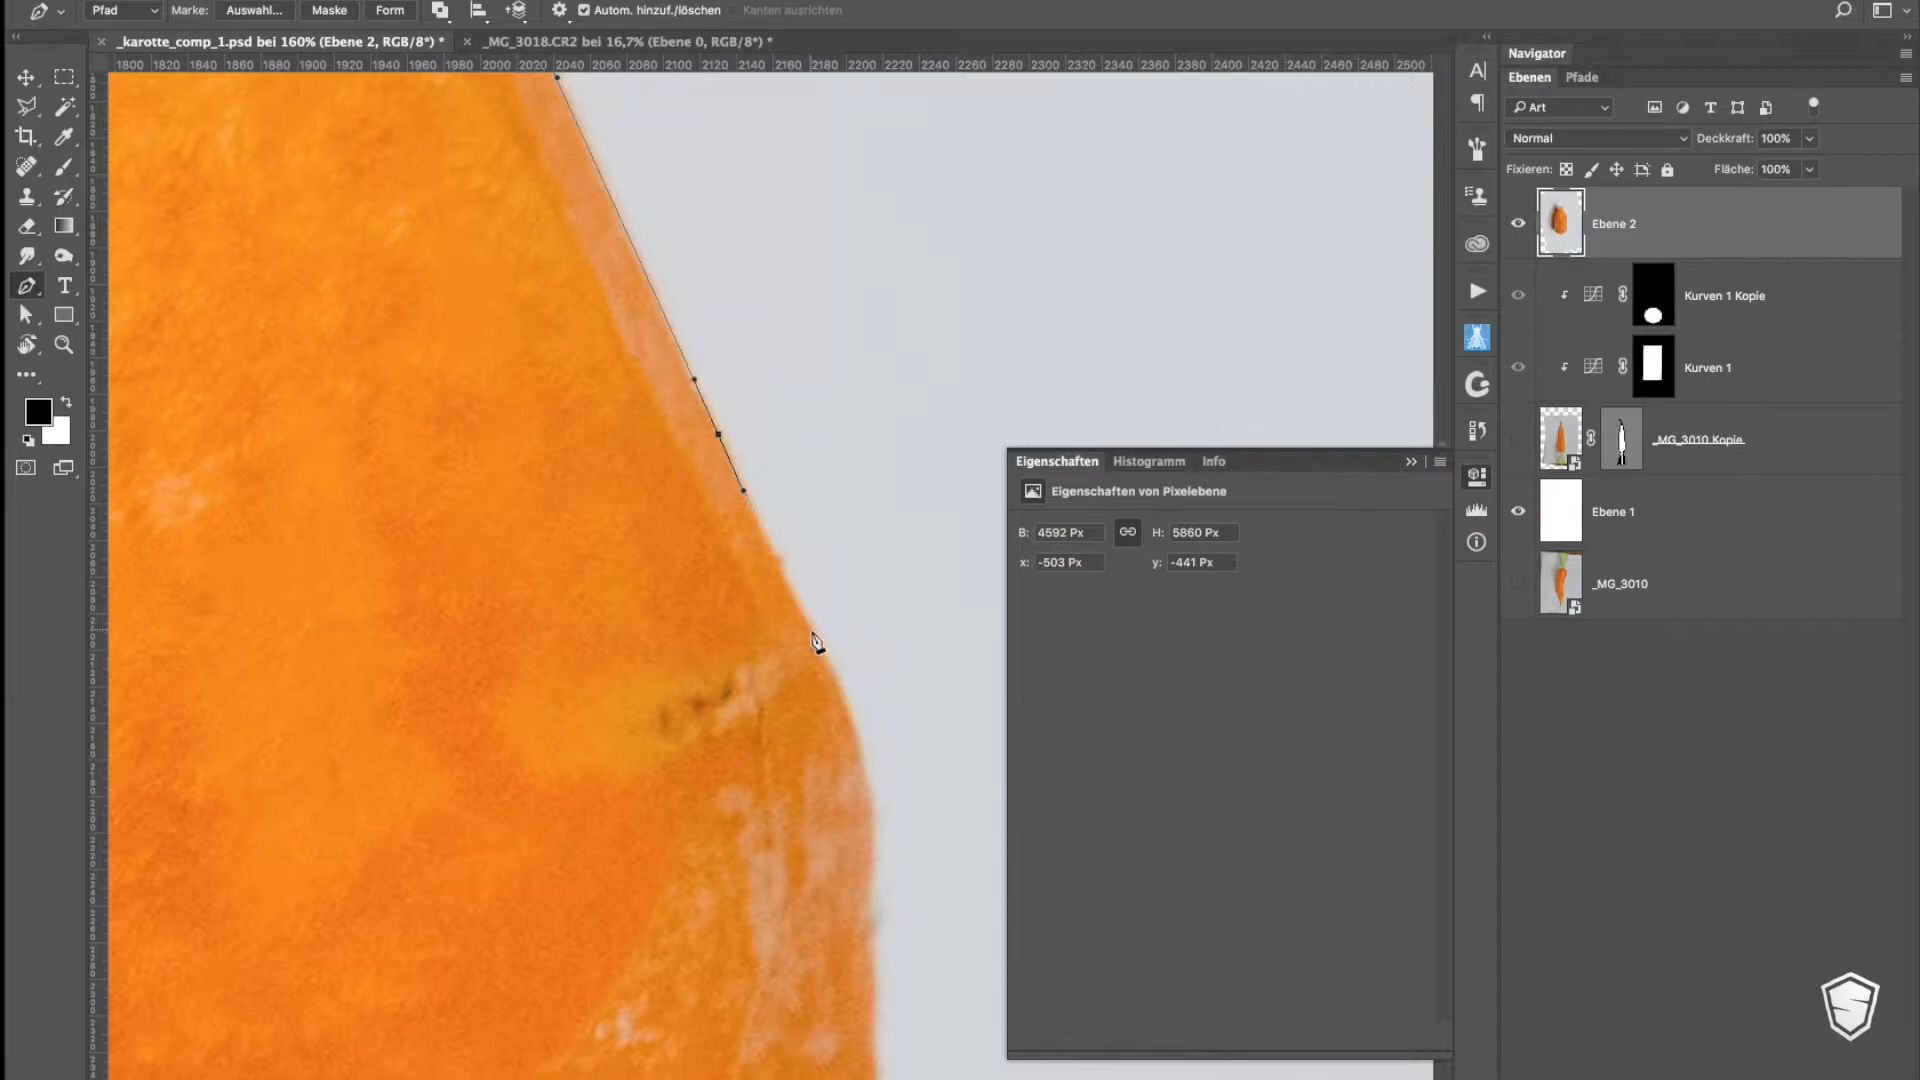 Pfad Marke: Auswahl... Maske Form Autom. hinzuf./löschen Kanten ausrichten
_karotte_comp_1.psd bei 160% (Ebene 2, RGB/8*) * _MG_3018.CR2 bei 16,7% (Ebene 0, RGB/8*) *
1800 1820 1840 1860 1880 1900 1920 1940 1960 1980 2000 2020 2040 2060 2080 2100 2120 2140 2160 2180 2200 2220 2240 2260 2280 2300 2320 2340 2360 2380 2400 2420 2440 2460 2480 2500
Navigator
Ebenen Pfade
Art
Normal Deckkraft: 100%
Fixieren: Fläche: 100%
Ebene 2
Kurven 1 Kopie
Kurven 1
_MG_3010 Kopie
Ebene 1
_MG_3010
Eigenschaften Histogramm Info
Eigenschaften von Pixelebene
B: 4592 Px H: 5860 Px
x: -503 Px y: -441 Px